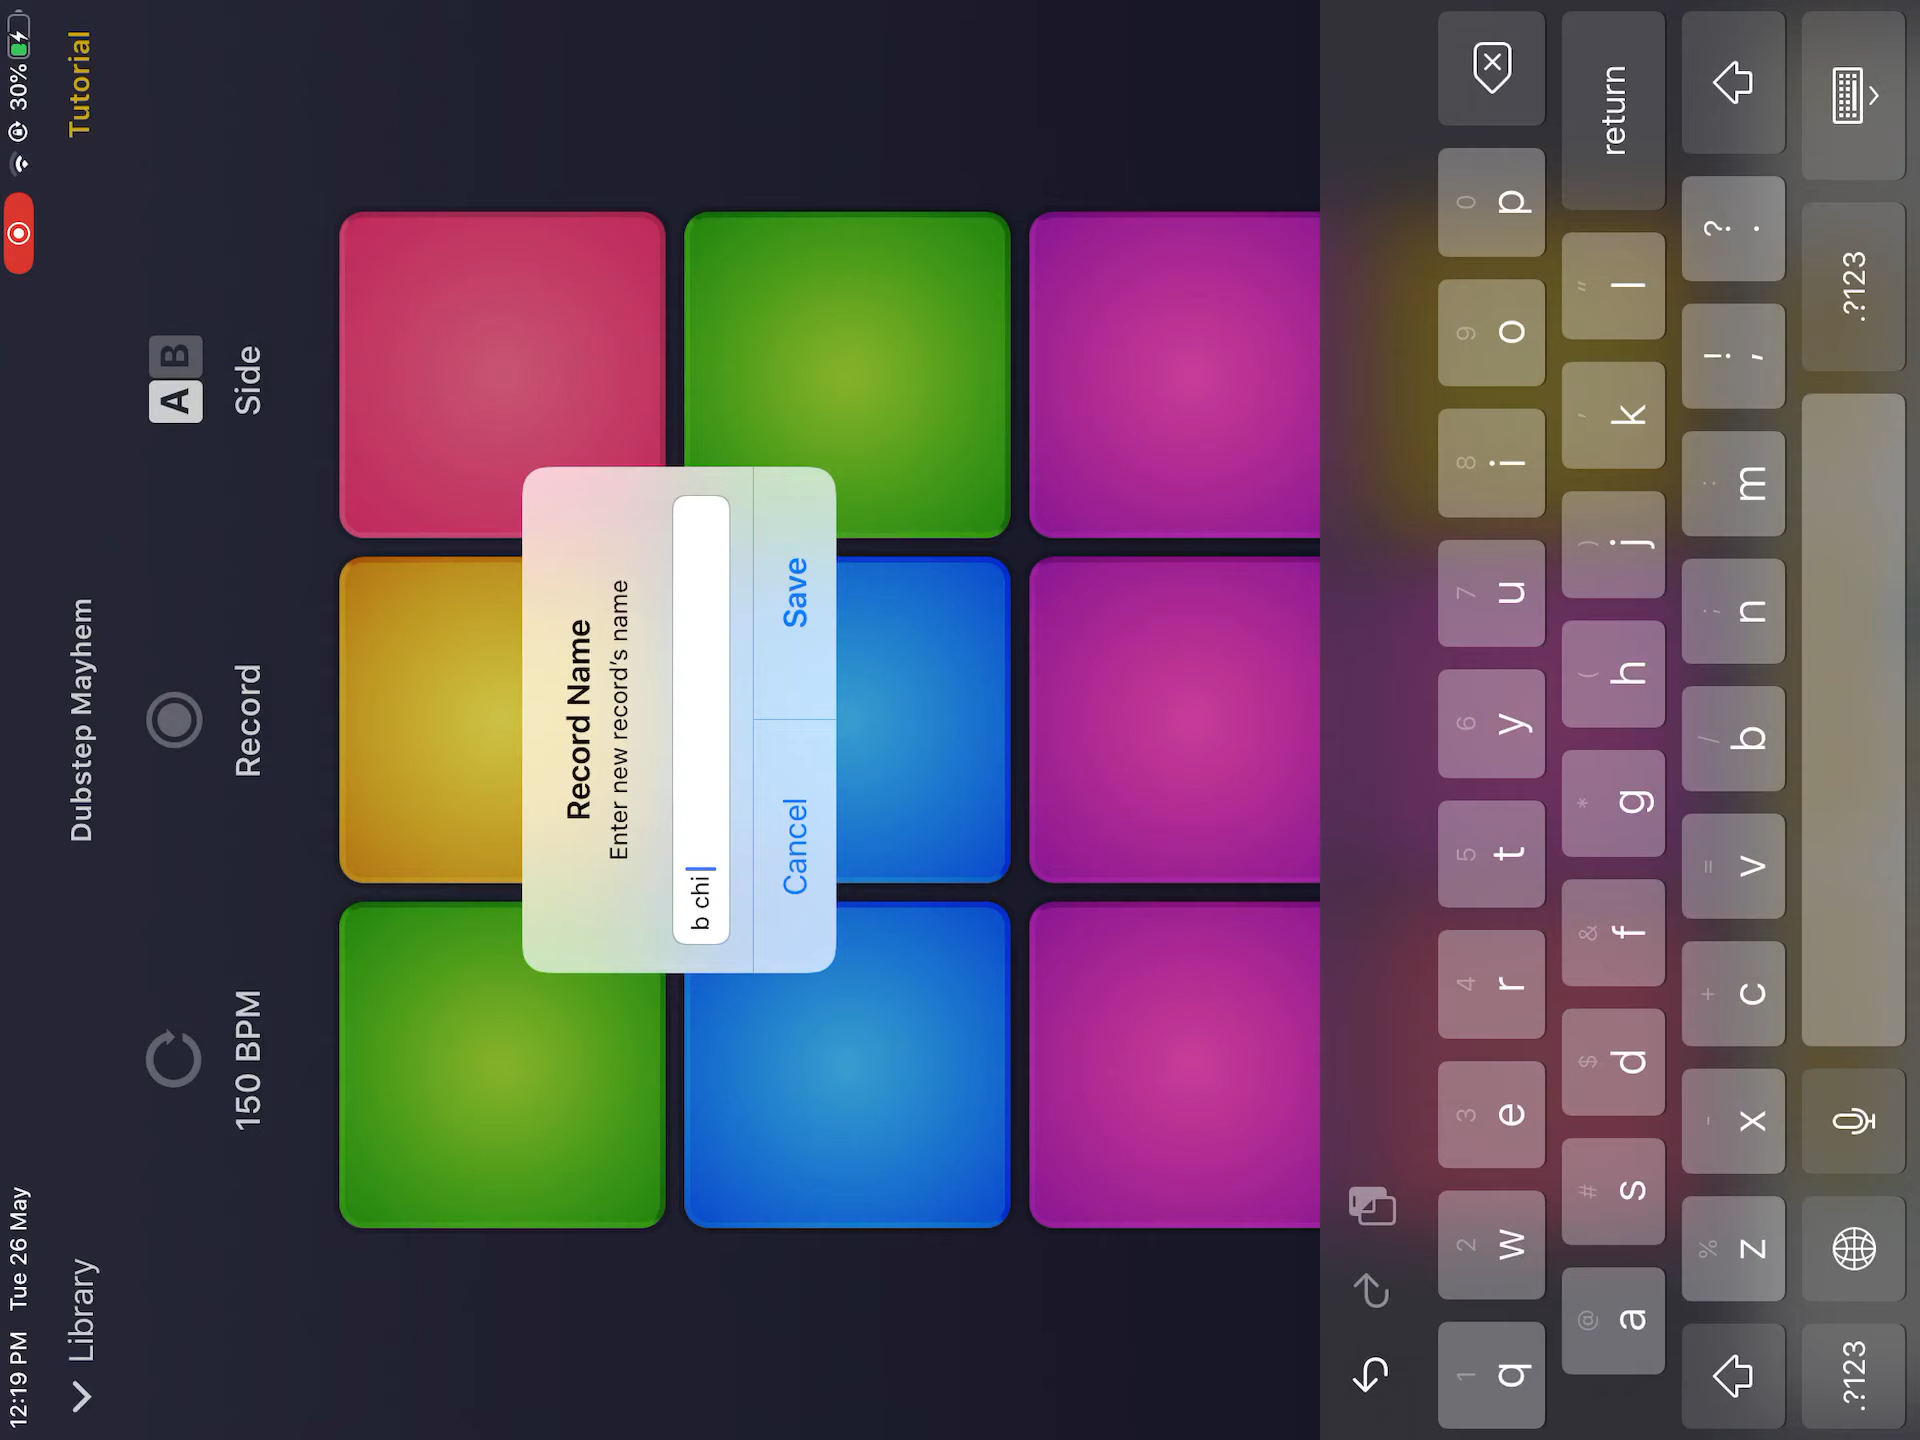 12:19 PM Tue 26 May 30%
Library Dubstep Mayhem Tutorial
A B
150 BPM Record Side
Record Name
Enter new record's name
b chi
Cancel Save
1 2 3 4 5 6 7 8 9 0
q w e r t y u i o p
@ # $ & * ( ) ' "
a s d f g h j k l return
% - + = / ; : ! ?
z x c v b n m , .
.?123 .?123